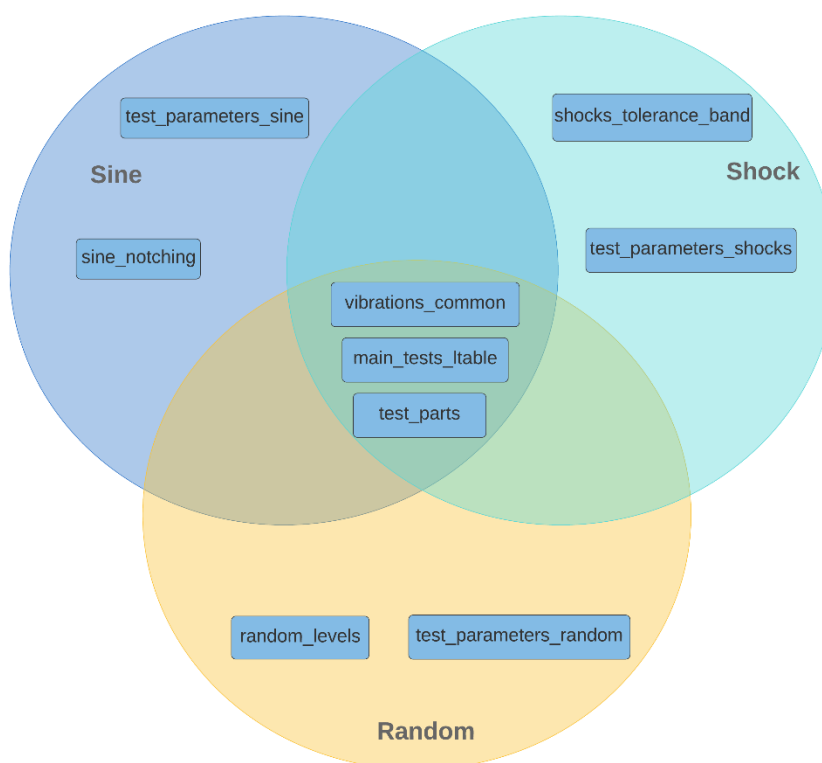 test_parameters_sine
shocks_tolerance_band
Sine
Shock
sine_notching
test_parameters_shocks
vibrations_common
main_tests_ltable
test_parts
random_levels
test_parameters_random
Random